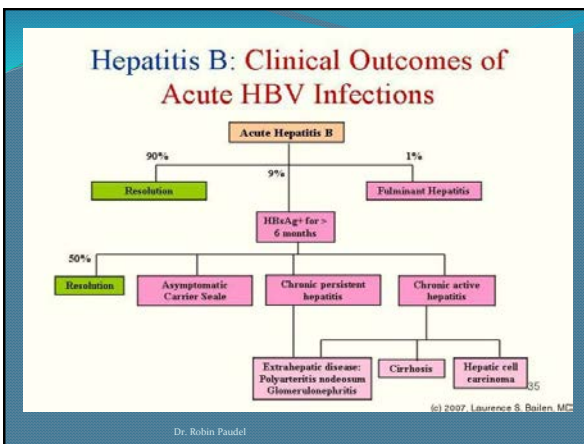 Hepatitis B: Clinical Outcomes of
Acute HBV Infections
Acute Hepatitis B
90%
9%
1%
Resolution
Fulminant Hepatitis
HBsAg+ for >
6 months
50%
Resolution
Asymptomatic
Carrier Seale
Chronic persistent
hepatitis
Chronic active
hepatitis
Extrahepatic disease:
Polyarteritis nodeosum
Glomerulonephritis
Cirrhosis
Hepatic cell
carcinoma
35
(c) 2007, Laurence S. Bailen, MD
Dr. Robin Paudel